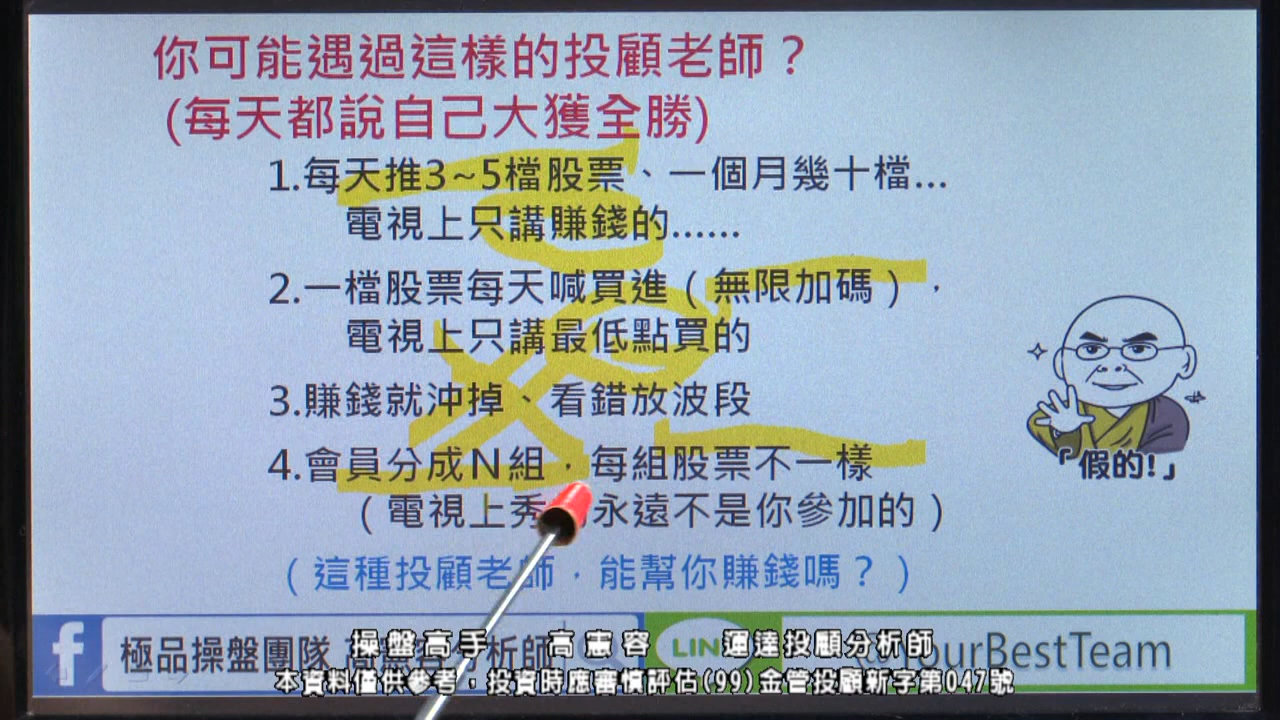 你可能遇過這樣的投顧老師？
(每天都說自己大獲全勝)
1.每天推3~5檔股票、一個月幾十檔...
電視上只講賺錢的......
2.一檔股票每天喊買進（無限加碼），
電視上只講最低點買的
3.賺錢就沖掉、看錯放波段
4.會員分成N組，每組股票不一樣
（電視上秀 永遠不是你參加的）
「假的!」
（這種投顧老師，能幫你賺錢嗎？）
f 極品操盤團隊 高憲容分析師 LINE @YourBestTeam
操盤高手 高憲容 運達投顧分析師
本資料僅供參考，投資時應審慎評估(99)金管投顧新字第047號